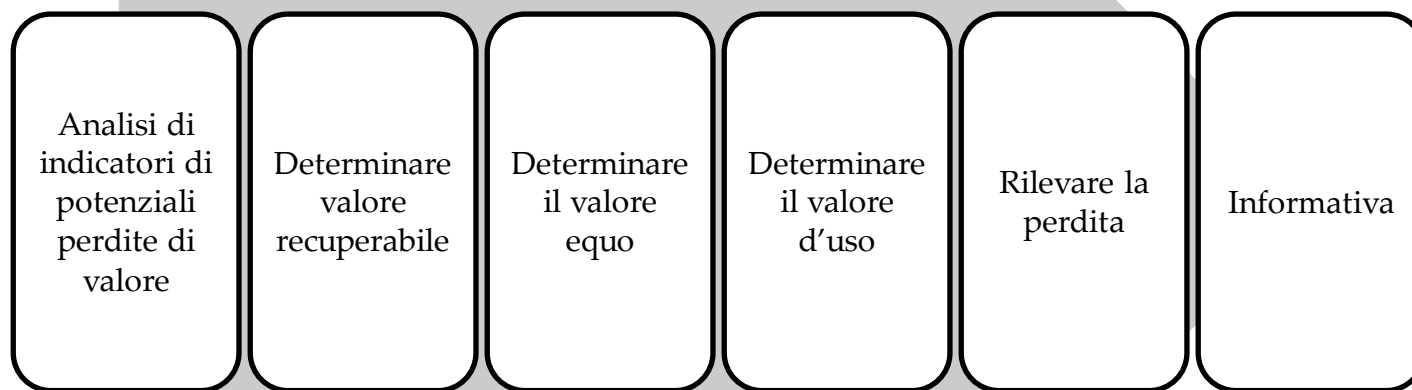 Analisi di
indicatori di
potenziali
perdite di
valore
Determinare
valore
recuperabile
Determinare
il valore
equo
Determinare
il valore
d’uso
Rilevare la
perdita
Informativa